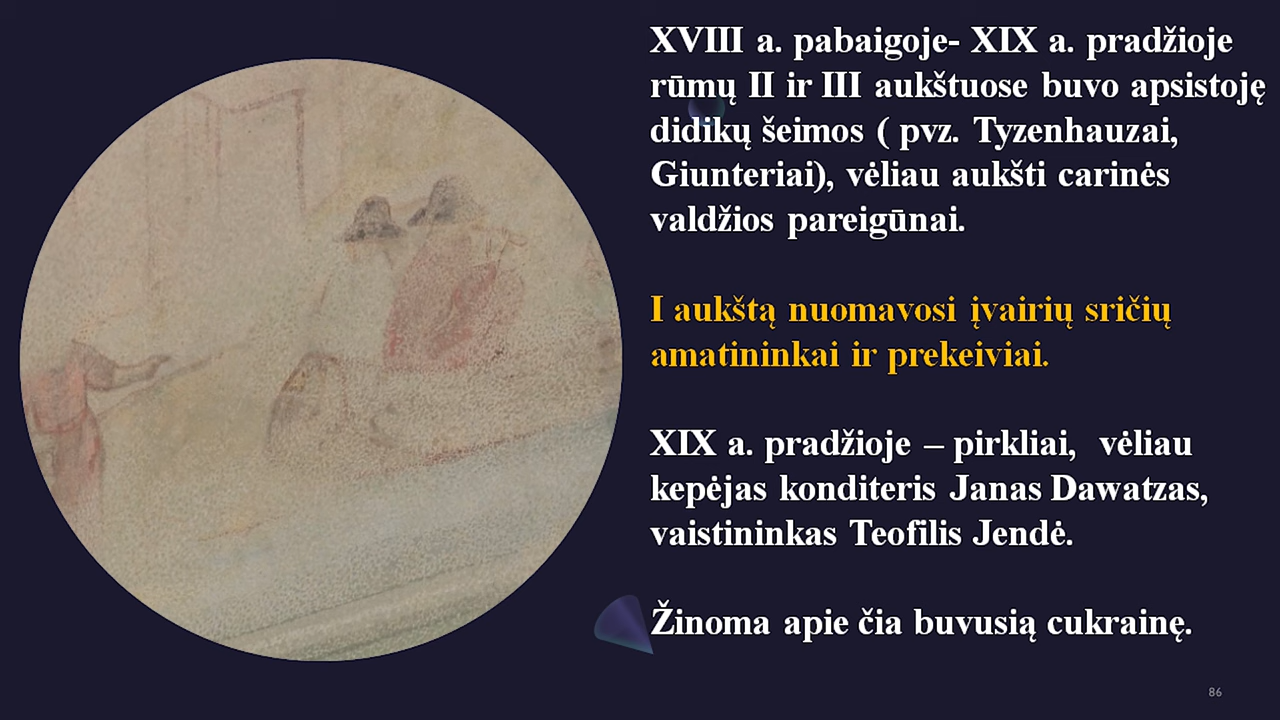 XVIII a. pabaigoje- XIX a. pradžioje
rūmų II ir III aukštuose buvo apsistoję
didikų šeimos ( pvz. Tyzenhauzai,
Giunteriai), vėliau aukšti carinės
valdžios pareigūnai.
I aukštą nuomavosi įvairių sričių
amatininkai ir prekeiviai.
XIX a. pradžioje – pirkliai, vėliau
kepėjas konditeris Janas Dawatzas,
vaistininkas Teofilis Jendė.
Žinoma apie čia buvusią cukrainę.
86